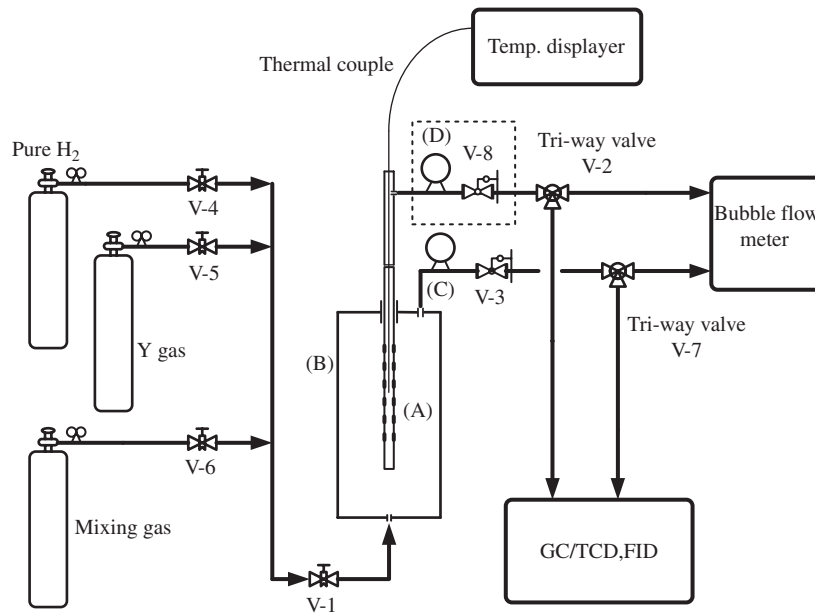 Temp. displayer
Thermal couple
(D)
V-8
Tri-way valve
V-2
Pure H₂
V-4
Bubble flow
meter
V-5
(C)
V-3
Y gas
Tri-way valve
V-7
(B)
(A)
V-6
Mixing gas
GC/TCD,FID
V-1